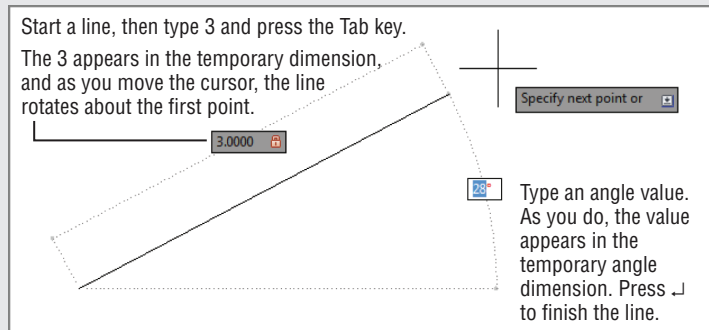 Start a line, then type 3 and press the Tab key.
The 3 appears in the temporary dimension,
and as you move the cursor, the line
rotates about the first point.
3.0000
Specify next point or
28°
Type an angle value.
As you do, the value
appears in the
temporary angle
dimension. Press ↵
to finish the line.